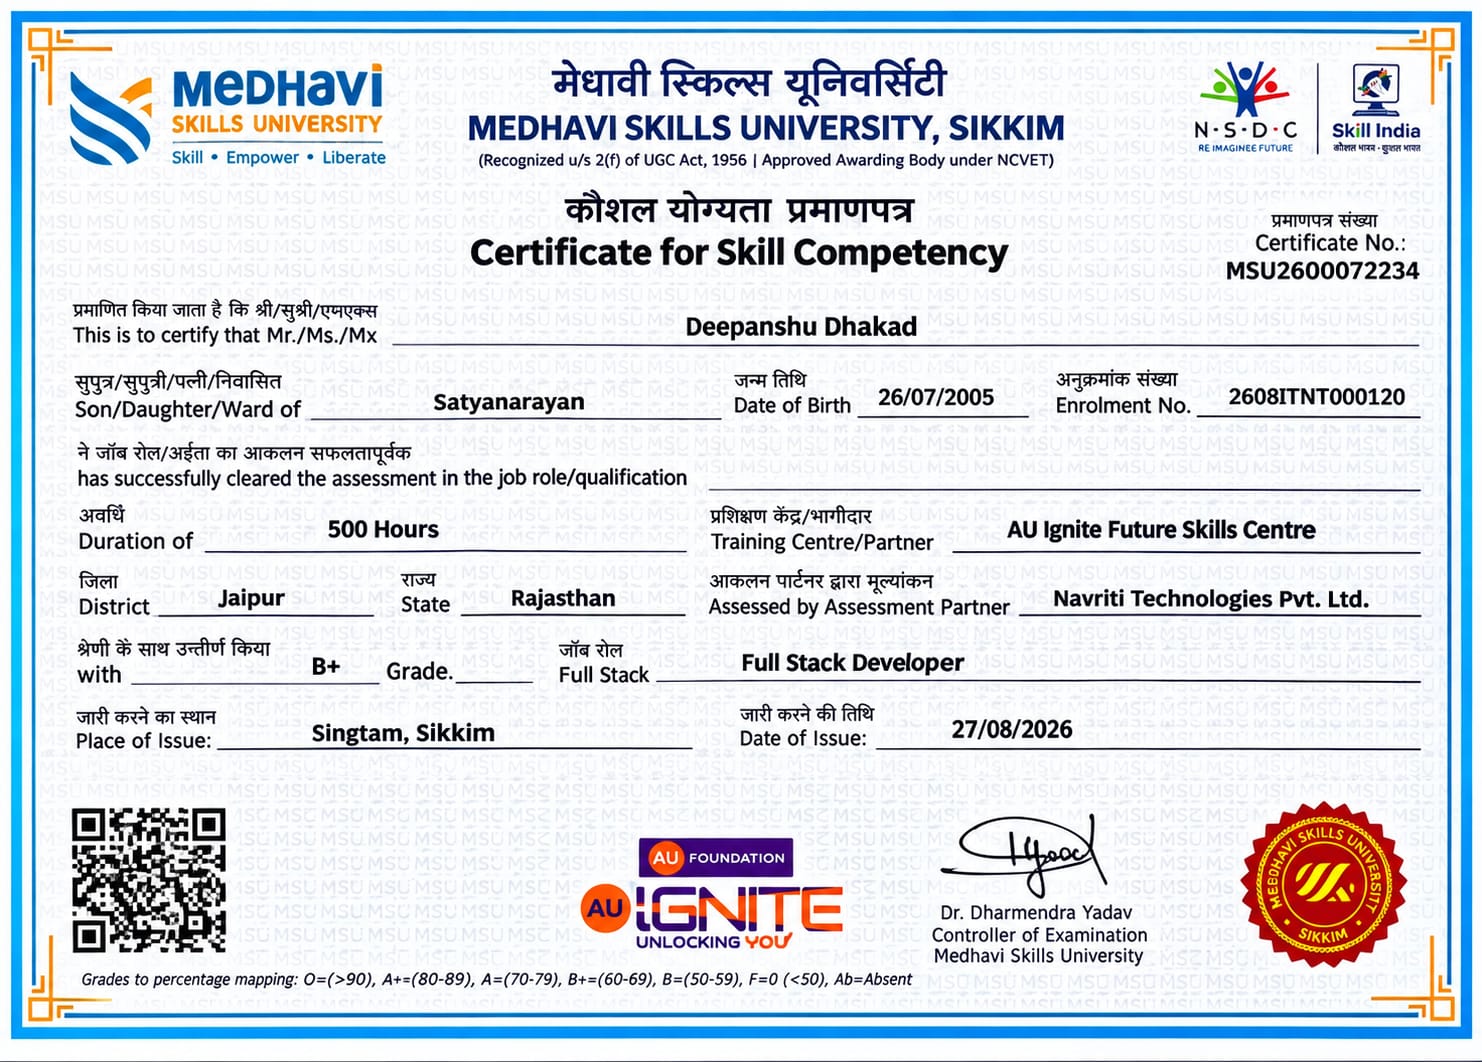 MEDHAVI
SKILLS UNIVERSITY
Skill • Empower • Liberate
मेधावी स्किल्स यूनिवर्सिटी
MEDHAVI SKILLS UNIVERSITY, SIKKIM
(Recognized u/s 2(f) of UGC Act, 1956 | Approved Awarding Body under NCVET)
N·S·D·C
RE IMAGINEE FUTURE
Skill India
कौशल भारत - कुशल भारत
कौशल योग्यता प्रमाणपत्र
Certificate for Skill Competency
प्रमाणपत्र संख्या
Certificate No.:
MSU2600072234
प्रमाणित किया जाता है कि श्री/सुश्री/एमएक्स
This is to certify that Mr./Ms./Mx Deepanshu Dhakad
सुपुत्र/सुपुत्री/पत्नी/निवासित
Son/Daughter/Ward of Satyanarayan
जन्म तिथि
Date of Birth 26/07/2005
अनुक्रमांक संख्या
Enrolment No. 2608ITNT000120
ने जॉब रोल/अईता का आकलन सफलतापूर्वक
has successfully cleared the assessment in the job role/qualification
अवधिं
Duration of 500 Hours
प्रशिक्षण केंद्र/भागीदार
Training Centre/Partner AU Ignite Future Skills Centre
जिला
District Jaipur
राज्य
State Rajasthan
आकलन पार्टनर द्वारा मूल्यांकन
Assessed by Assessment Partner Navriti Technologies Pvt. Ltd.
श्रेणी कें साथ उन्तीर्ण किया
with B+ Grade.
जॉब रोल
Full Stack Full Stack Developer
जारी करने का स्थान
Place of Issue: Singtam, Sikkim
जारी करने की तिथि
Date of Issue: 27/08/2026
AU FOUNDATION
AU IGNITE
UNLOCKING YOU
Dr. Dharmendra Yadav
Controller of Examination
Medhavi Skills University
MEEDHAVI SKILLS UNIVERSITY
• SIKKIM •
Grades to percentage mapping: O=(>90), A+=(80-89), A=(70-79), B+=(60-69), B=(50-59), F=0 (<50), Ab=Absent